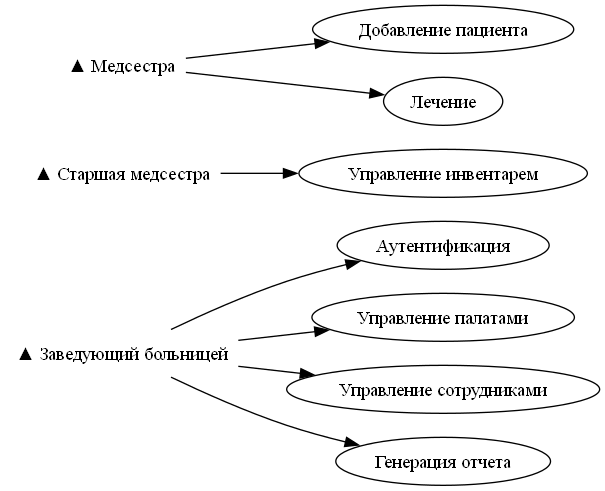 Добавление пациента
▲ Медсестра
Лечение
▲ Старшая медсестра
Управление инвентарем
Аутентификация
Управление палатами
▲ Заведующий больницей
Управление сотрудниками
Генерация отчета